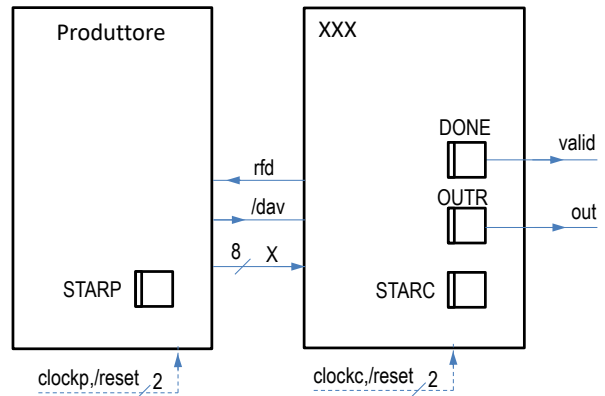 Produttore
XXX
DONE
valid
rfd
/dav
OUTR
out
8 X
STARP
STARC
clockp,/reset 2
clockc,/reset 2